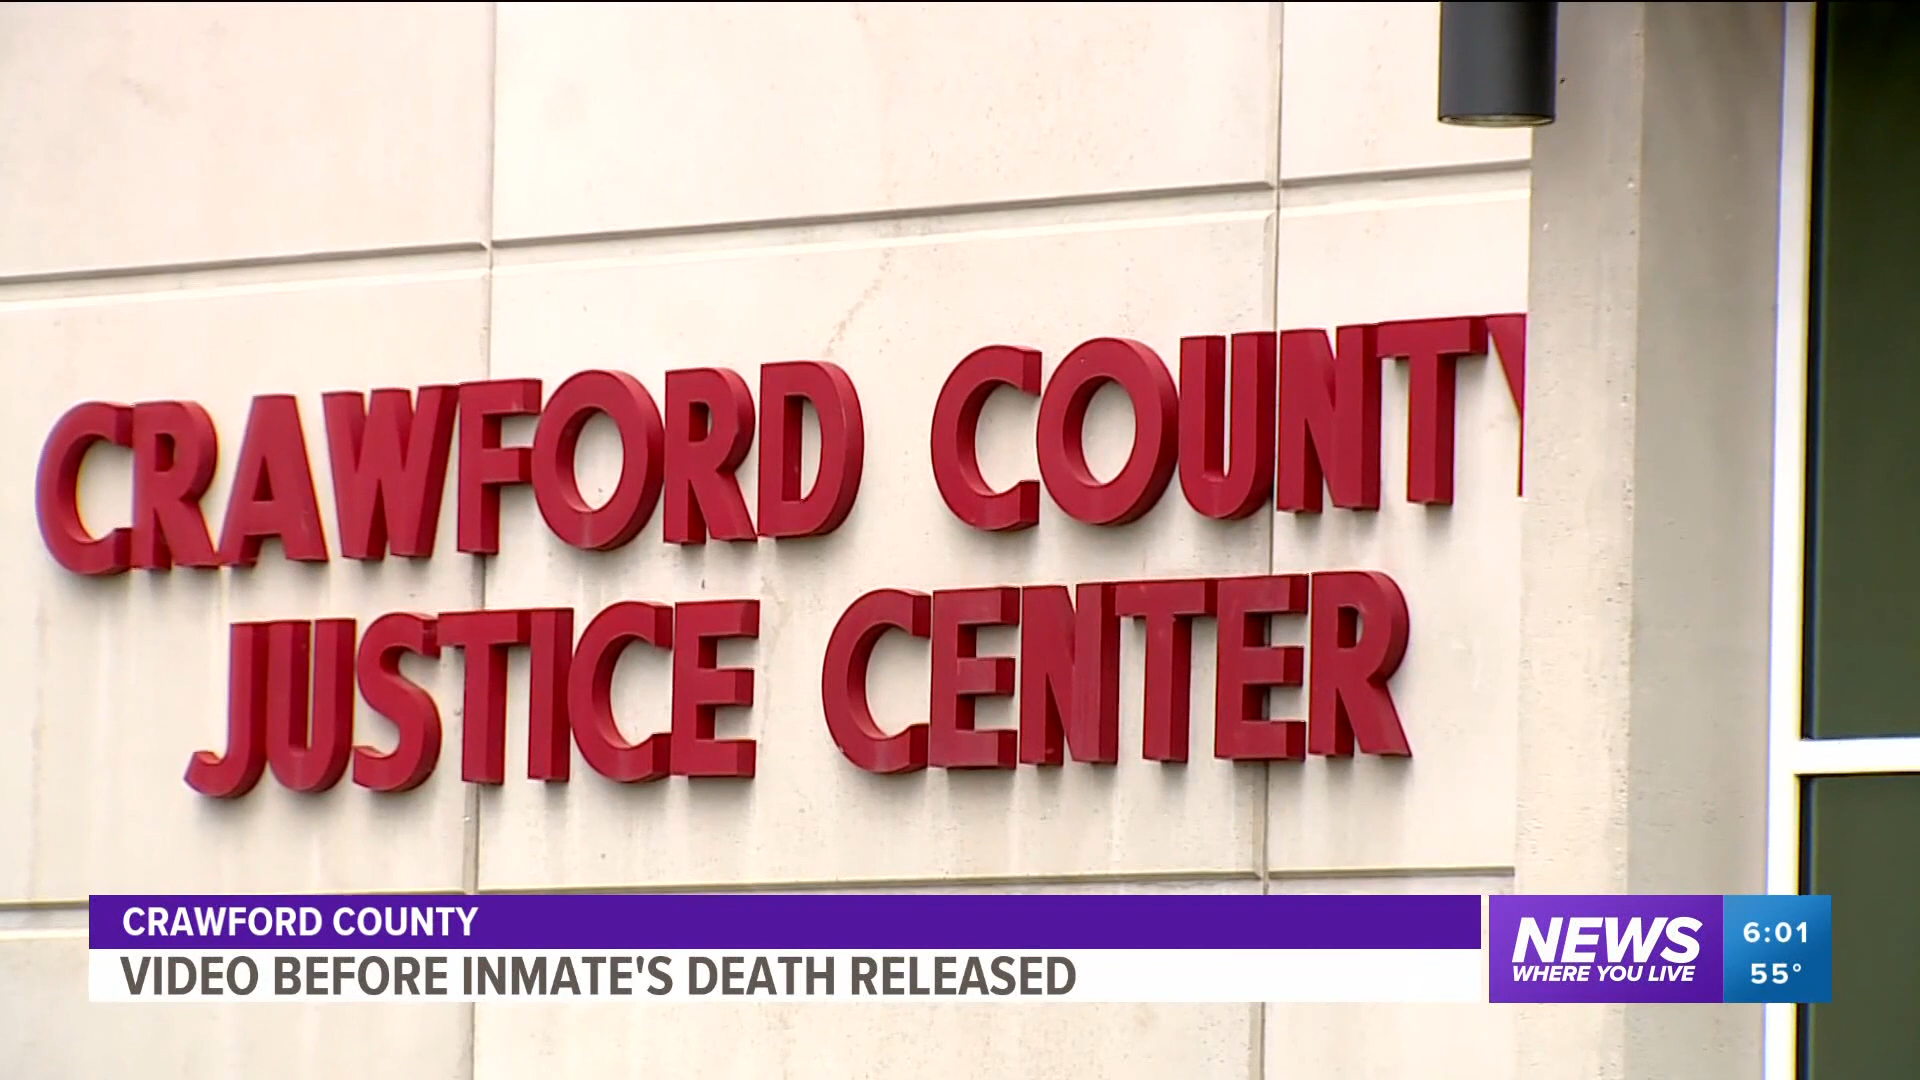 CRAWFORD COUNTY
JUSTICE CENTER
CRAWFORD COUNTY
VIDEO BEFORE INMATE'S DEATH RELEASED
NEWS
WHERE YOU LIVE
6:01
55°